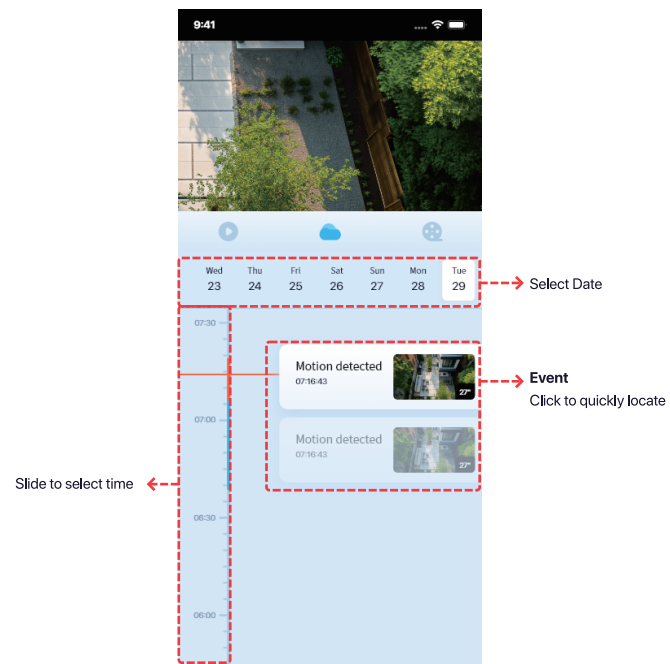 9:41
Wed Thu Fri Sat Sun Mon Tue
23 24 25 26 27 28 29
Select Date
07:30
Motion detected
07:16:43
27"
Event
Click to quickly locate
07:00
Motion detected
07:16:43
27"
Slide to select time
06:30
06:00